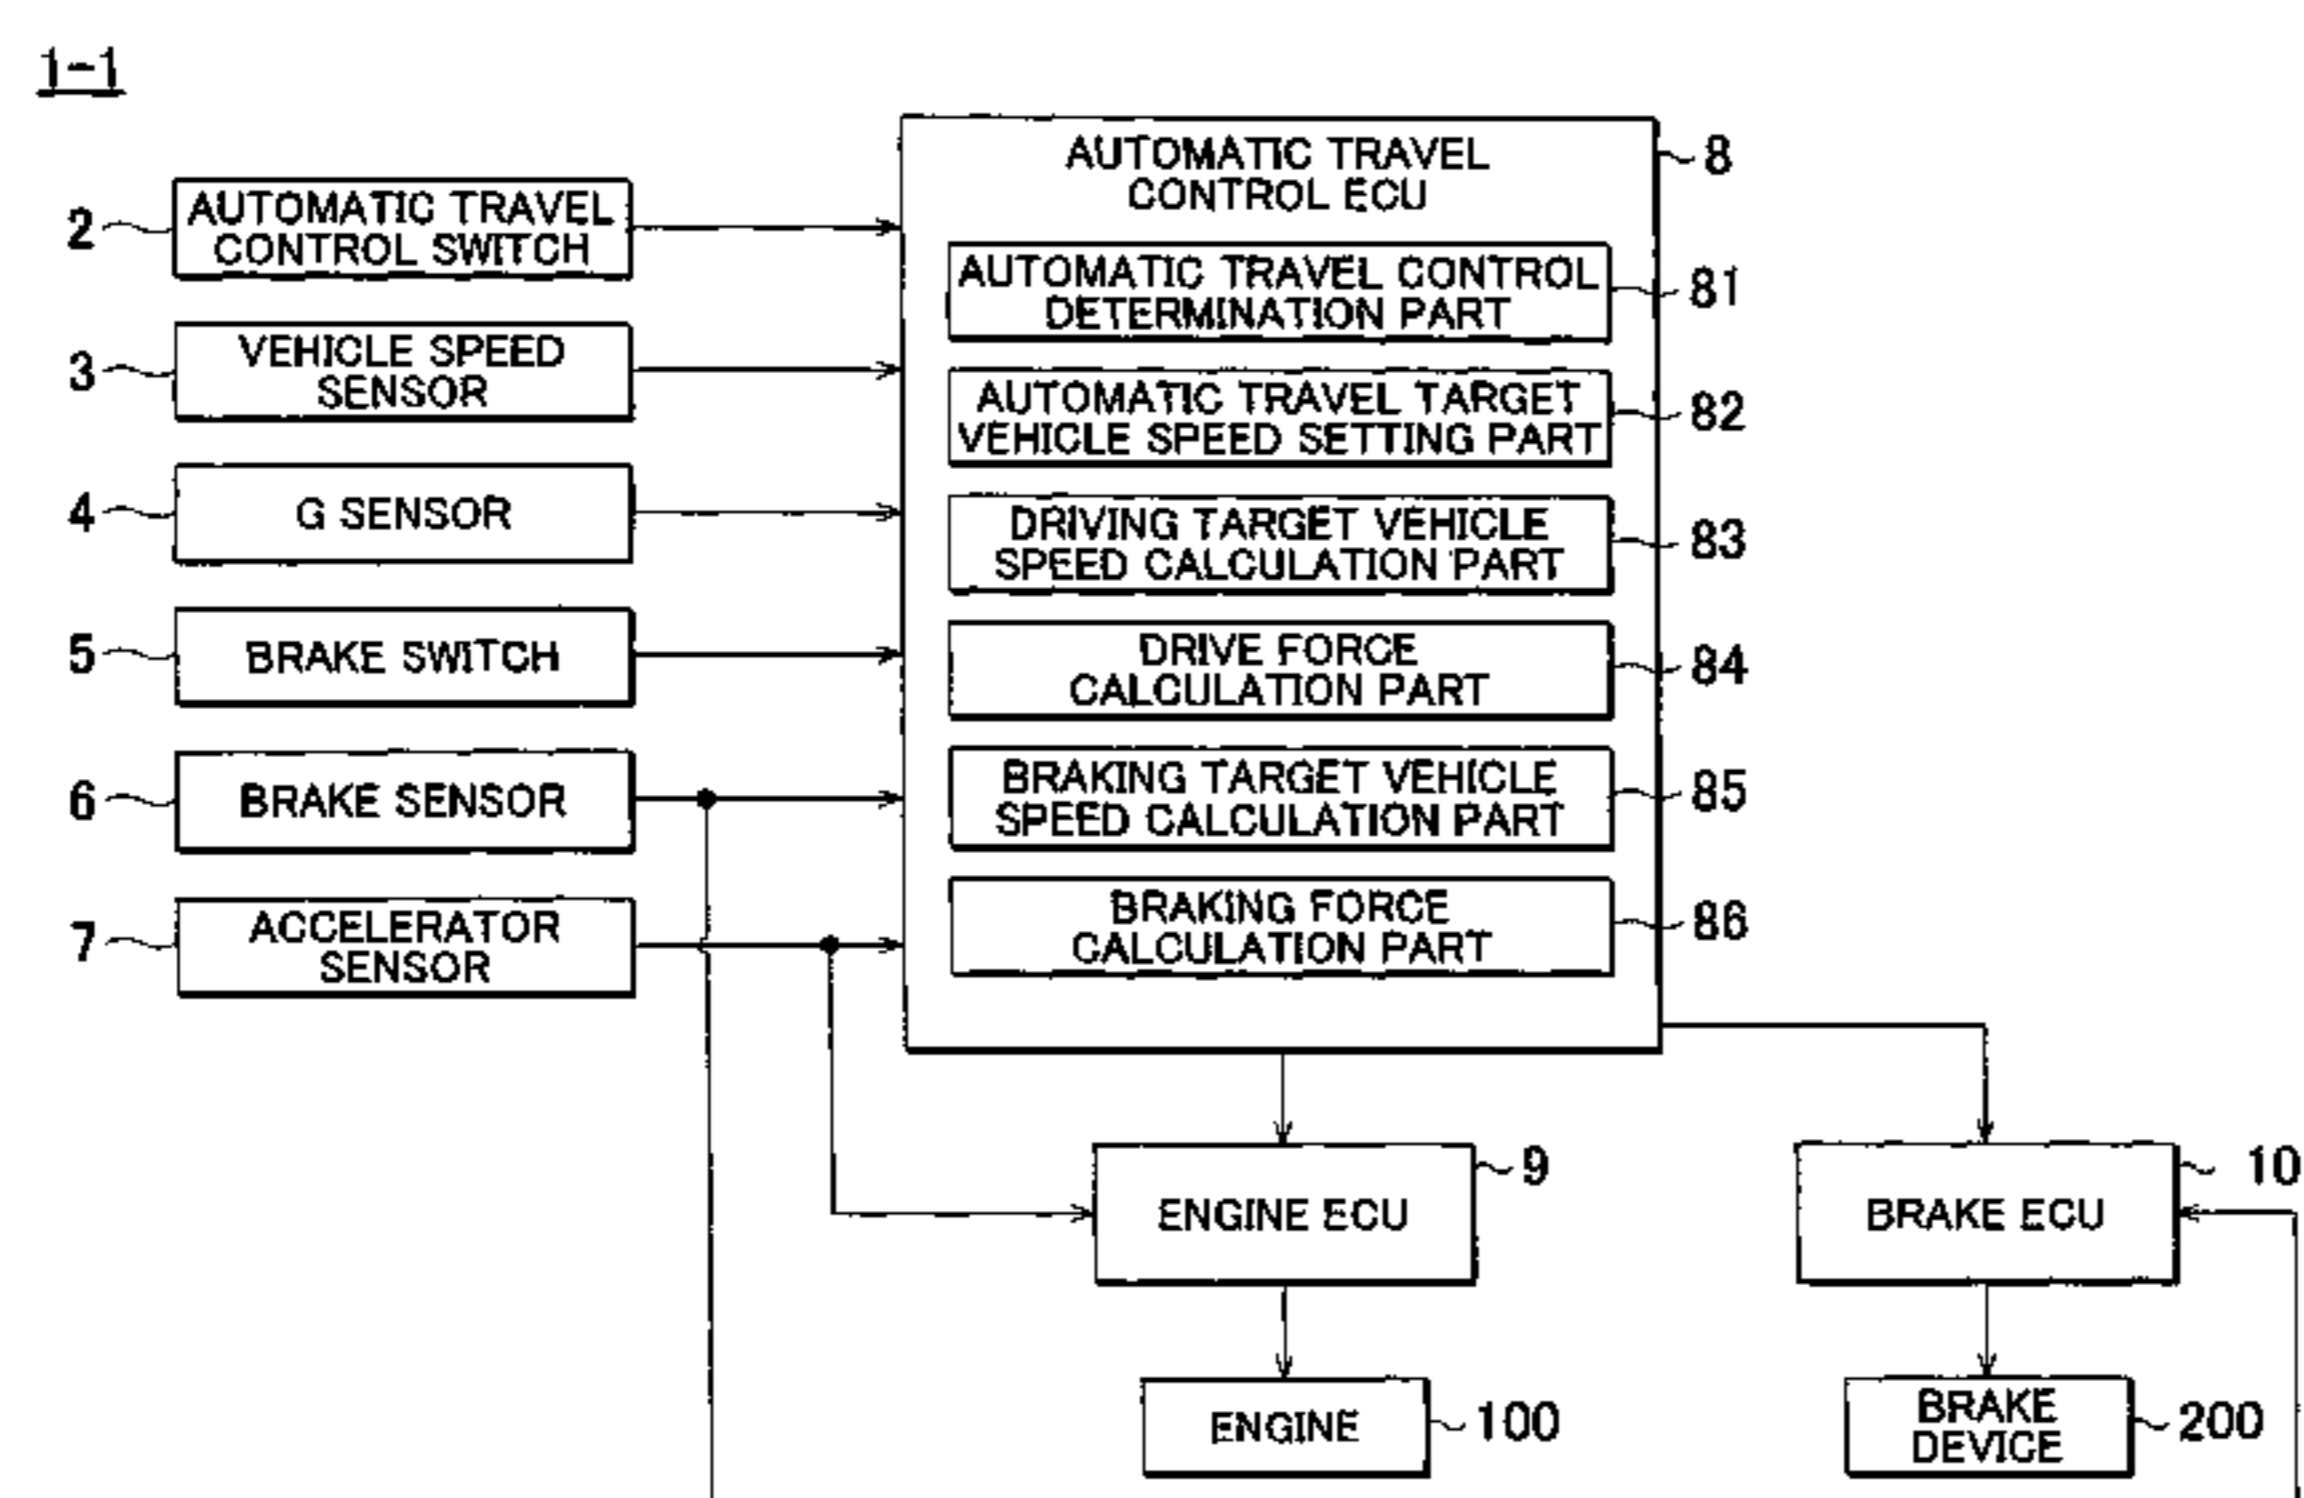 1-1
AUTOMATIC TRAVEL
CONTROL ECU
8
2
AUTOMATIC TRAVEL
CONTROL SWITCH
AUTOMATIC TRAVEL CONTROL
DETERMINATION PART
81
3
VEHICLE SPEED
SENSOR
AUTOMATIC TRAVEL TARGET
VEHICLE SPEED SETTING PART
82
4
G SENSOR
DRIVING TARGET VEHICLE
SPEED CALCULATION PART
83
5
BRAKE SWITCH
DRIVE FORCE
CALCULATION PART
84
6
BRAKE SENSOR
BRAKING TARGET VEHICLE
SPEED CALCULATION PART
85
7
ACCELERATOR
SENSOR
BRAKING FORCE
CALCULATION PART
86
ENGINE ECU
9
BRAKE ECU
10
ENGINE
100
BRAKE
DEVICE
200